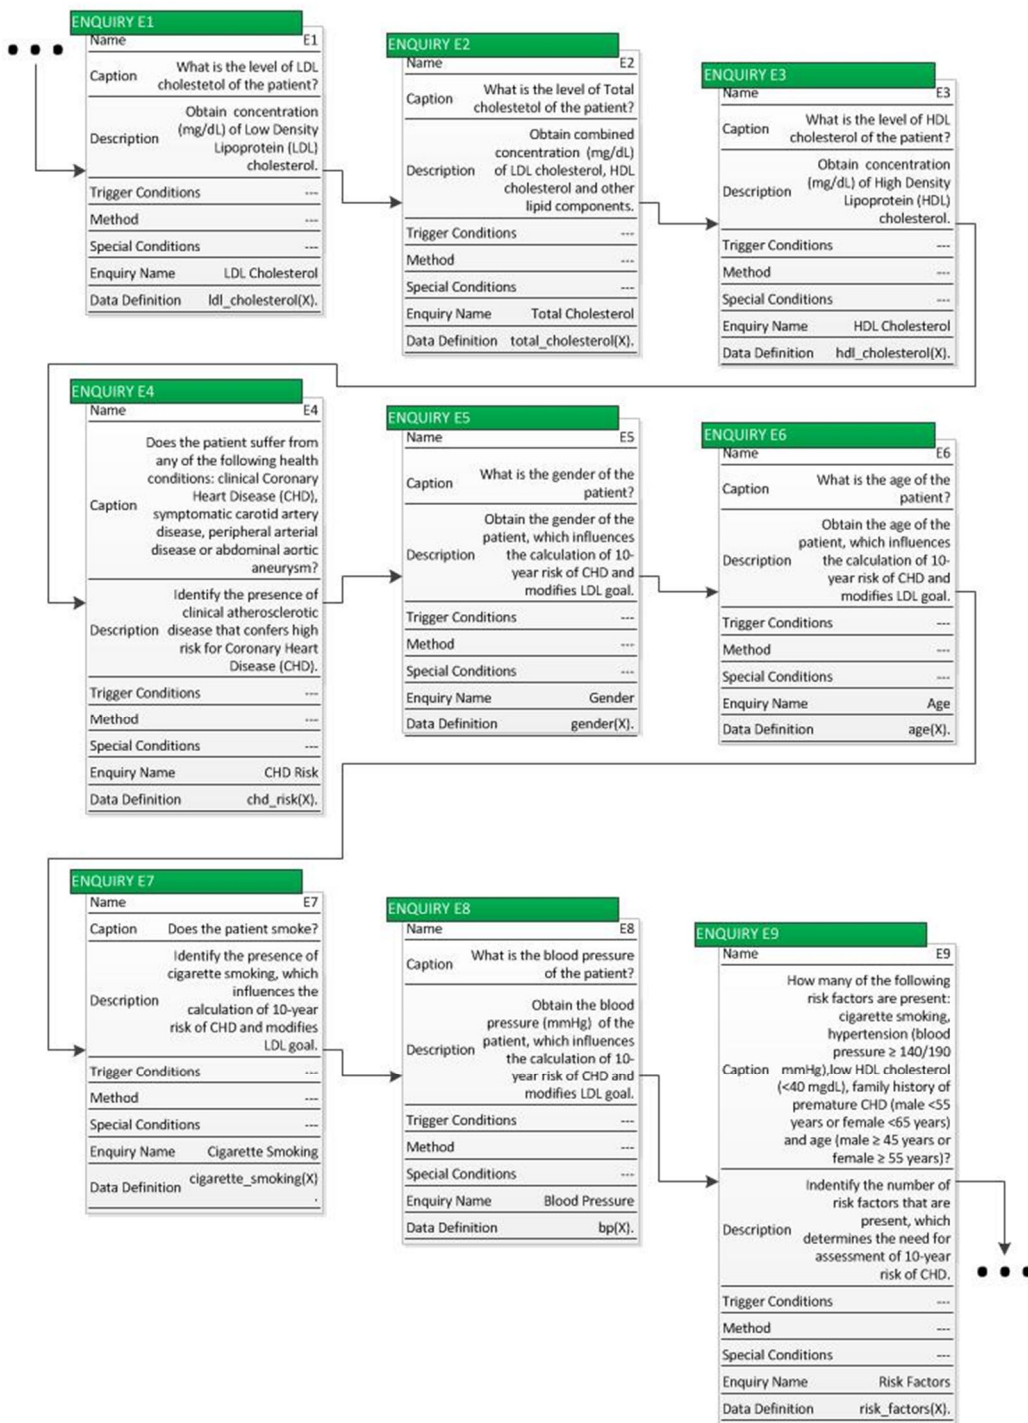 ENQUIRY E1
Name E1
Caption What is the level of LDL
cholestetol of the patient?
Description Obtain concentration
(mg/dL) of Low Density
Lipoprotein (LDL)
cholesterol.
Trigger Conditions ---
Method ---
Special Conditions ---
Enquiry Name LDL Cholesterol
Data Definition ldl_cholesterol(X).
ENQUIRY E2
Name E2
Caption What is the level of Total
cholestetol of the patient?
Description Obtain combined
concentration (mg/dL)
of LDL cholesterol, HDL
cholesterol and other
lipid components.
Trigger Conditions ---
Method ---
Special Conditions ---
Enquiry Name Total Cholesterol
Data Definition total_cholesterol(X).
ENQUIRY E3
Name E3
Caption What is the level of HDL
cholesterol of the patient?
Description Obtain concentration
(mg/dL) of High Density
Lipoprotein (HDL)
cholesterol.
Trigger Conditions ---
Method ---
Special Conditions ---
Enquiry Name HDL Cholesterol
Data Definition hdl_cholesterol(X).
ENQUIRY E4
Name E4
Caption Does the patient suffer from
any of the following health
conditions: clinical Coronary
Heart Disease (CHD),
symptomatic carotid artery
disease, peripheral arterial
disease or abdominal aortic
aneurysm?
Description Identify the presence of
clinical atherosclerotic
disease that confers high
risk for Coronary Heart
Disease (CHD).
Trigger Conditions ---
Method ---
Special Conditions ---
Enquiry Name CHD Risk
Data Definition chd_risk(X).
ENQUIRY E5
Name E5
Caption What is the gender of the
patient?
Description Obtain the gender of the
patient, which influences
the calculation of 10-
year risk of CHD and
modifies LDL goal.
Trigger Conditions ---
Method ---
Special Conditions ---
Enquiry Name Gender
Data Definition gender(X).
ENQUIRY E6
Name E6
Caption What is the age of the
patient?
Description Obtain the age of the
patient, which influences
the calculation of 10-
year risk of CHD and
modifies LDL goal.
Trigger Conditions ---
Method ---
Special Conditions ---
Enquiry Name Age
Data Definition age(X).
ENQUIRY E7
Name E7
Caption Does the patient smoke?
Description Identify the presence of
cigarette smoking, which
influences the
calculation of 10-year
risk of CHD and modifies
LDL goal.
Trigger Conditions ---
Method ---
Special Conditions ---
Enquiry Name Cigarette Smoking
Data Definition cigarette_smoking(X)
.
ENQUIRY E8
Name E8
Caption What is the blood pressure
of the patient?
Description Obtain the blood
pressure (mmHg) of the
patient, which influences
the calculation of 10-
year risk of CHD and
modifies LDL goal.
Trigger Conditions ---
Method ---
Special Conditions ---
Enquiry Name Blood Pressure
Data Definition bp(X).
ENQUIRY E9
Name E9
Caption How many of the following
risk factors are present:
cigarette smoking,
hypertension (blood
pressure ≥ 140/190
mmHg),low HDL cholesterol
(<40 mgdL), family history of
premature CHD (male <55
years or female <65 years)
and age (male ≥ 45 years or
female ≥ 55 years)?
Description Indentify the number of
risk factors that are
present, which
determines the need for
assessment of 10-year
risk of CHD.
Trigger Conditions ---
Method ---
Special Conditions ---
Enquiry Name Risk Factors
Data Definition risk_factors(X).